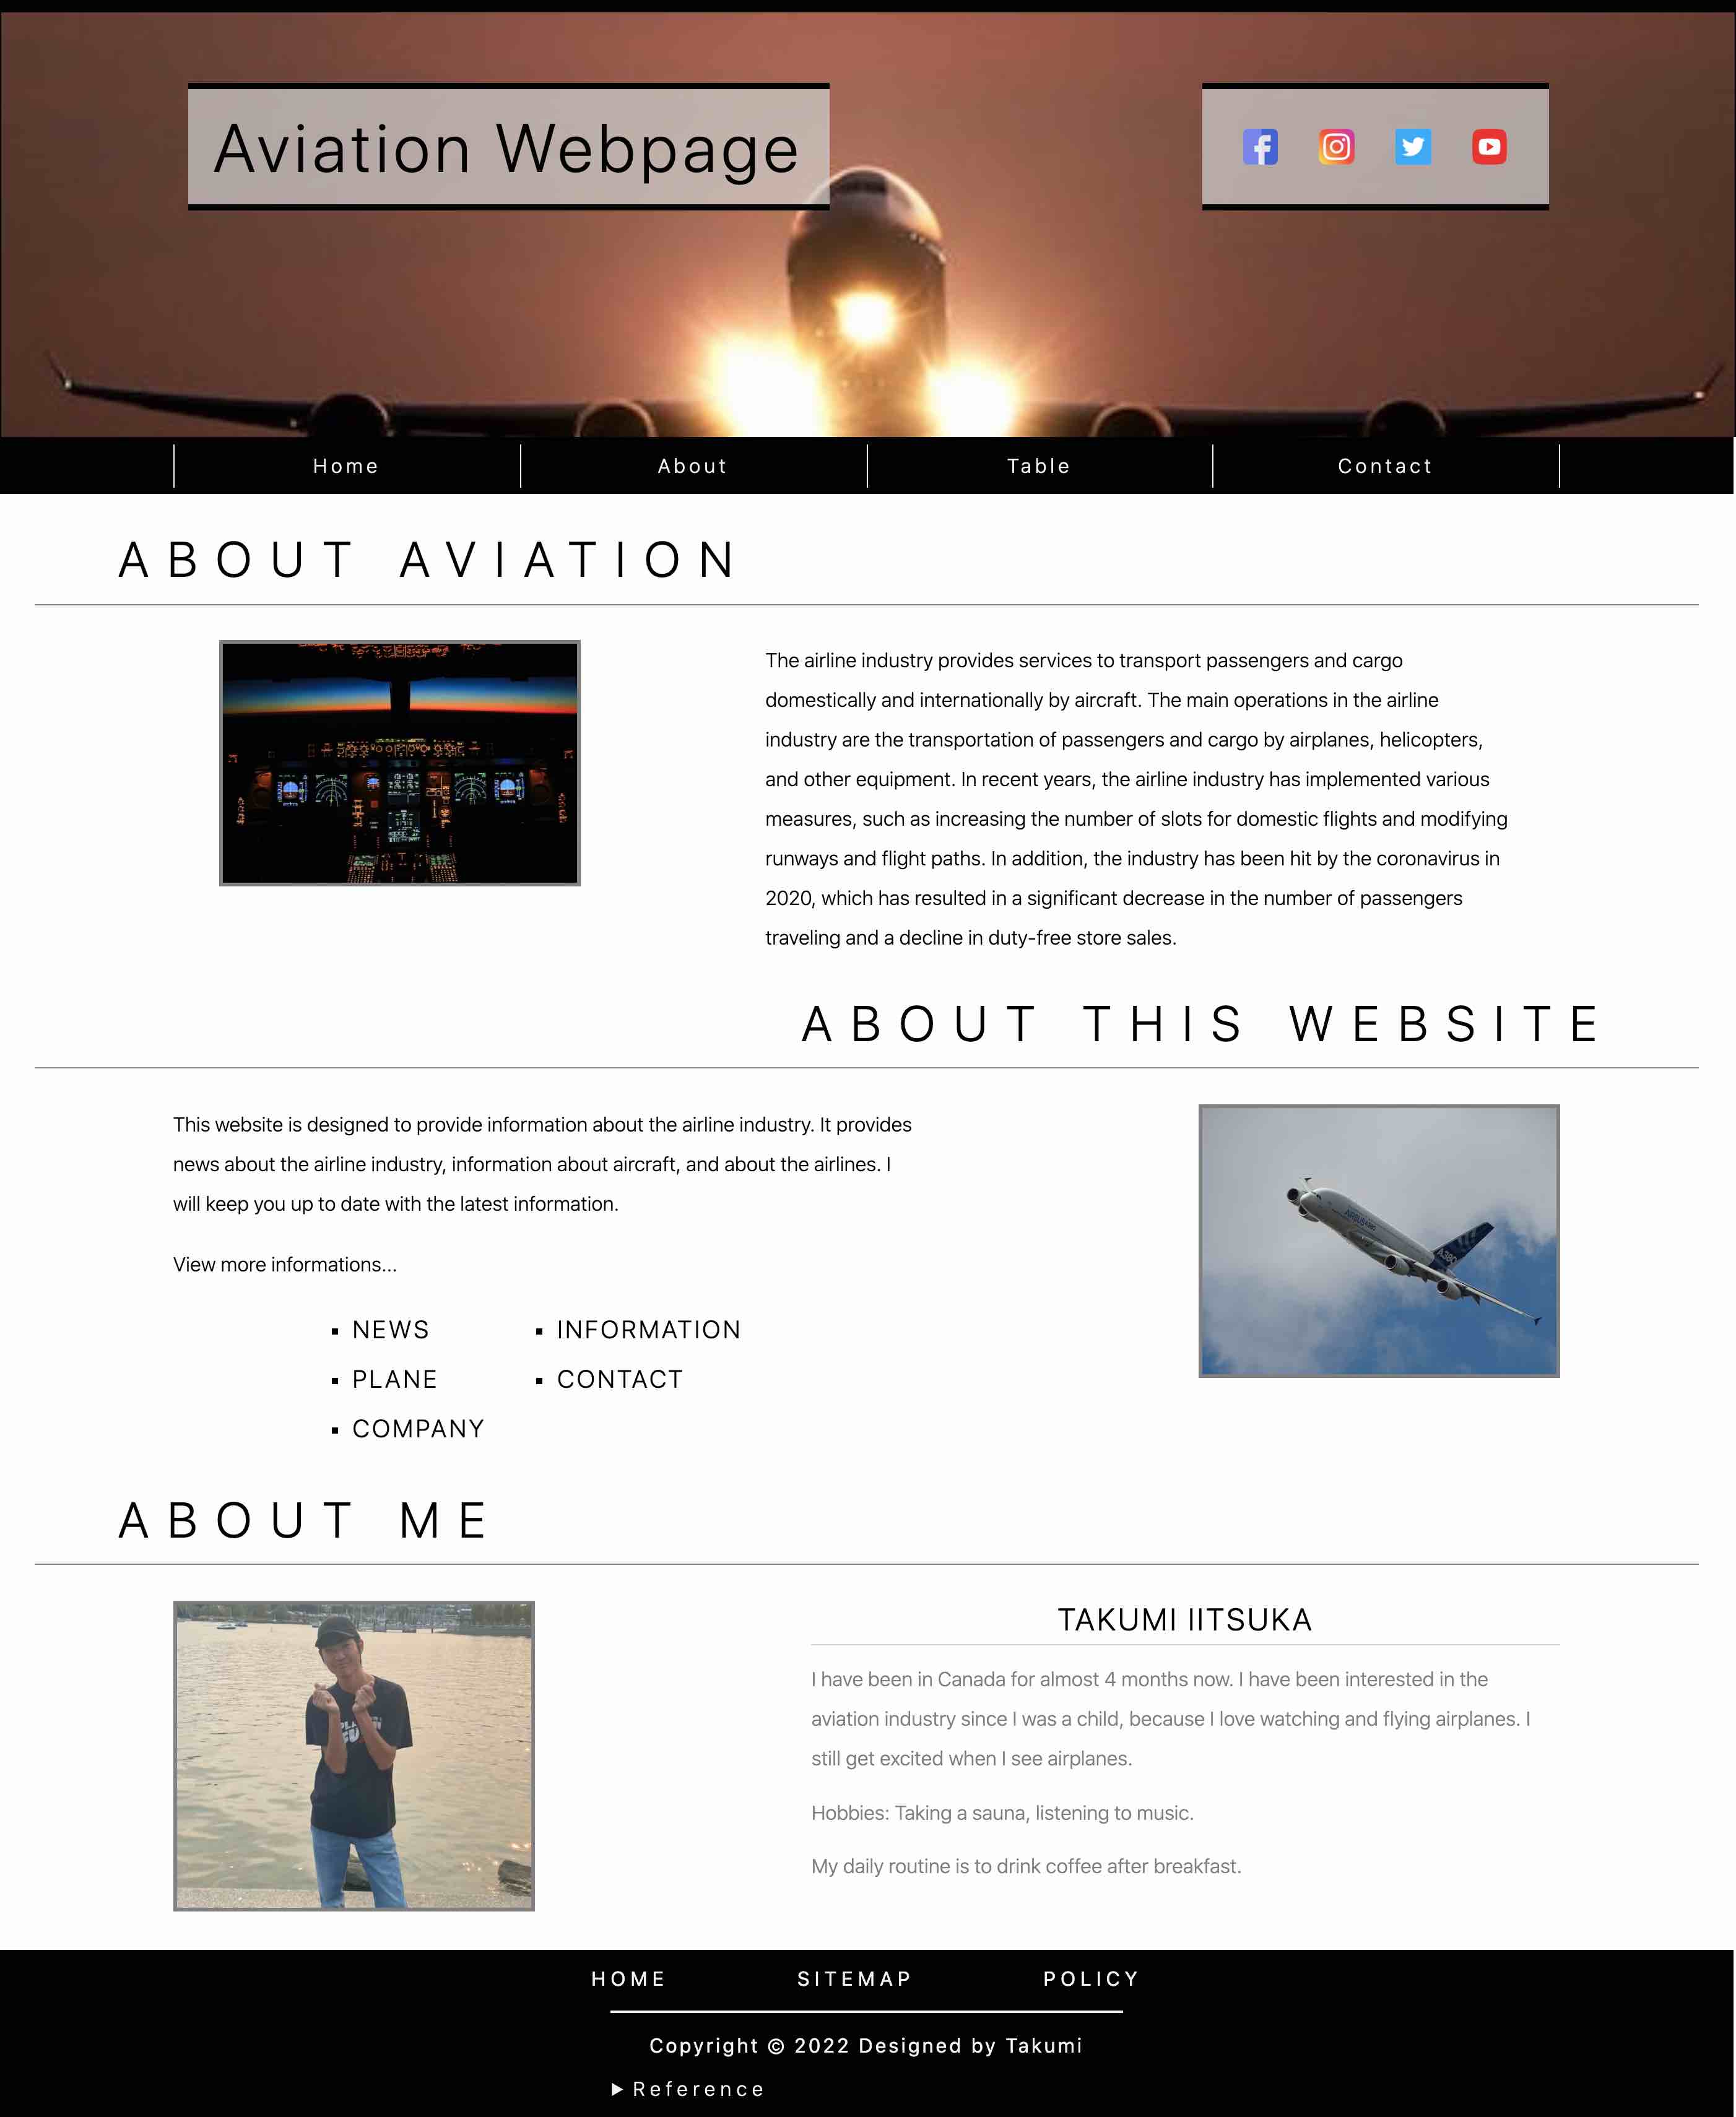 Aviation Webpage
Home
About
Table
Contact
ABOUT AVIATION
The airline industry provides services to transport passengers and cargo
domestically and internationally by aircraft. The main operations in the airline
industry are the transportation of passengers and cargo by airplanes, helicopters,
and other equipment. In recent years, the airline industry has implemented various
measures, such as increasing the number of slots for domestic flights and modifying
runways and flight paths. In addition, the industry has been hit by the coronavirus in
2020, which has resulted in a significant decrease in the number of passengers
traveling and a decline in duty-free store sales.
ABOUT THIS WEBSITE
This website is designed to provide information about the airline industry. It provides
news about the airline industry, information about aircraft, and about the airlines. I
will keep you up to date with the latest information.
View more informations...
NEWS
PLANE
COMPANY
INFORMATION
CONTACT
AIRBUS
A380
ABOUT ME
TAKUMI IITSUKA
I have been in Canada for almost 4 months now. I have been interested in the
aviation industry since I was a child, because I love watching and flying airplanes. I
still get excited when I see airplanes.
Hobbies: Taking a sauna, listening to music.
My daily routine is to drink coffee after breakfast.
HOME
SITEMAP
POLICY
Copyright © 2022 Designed by Takumi
Reference